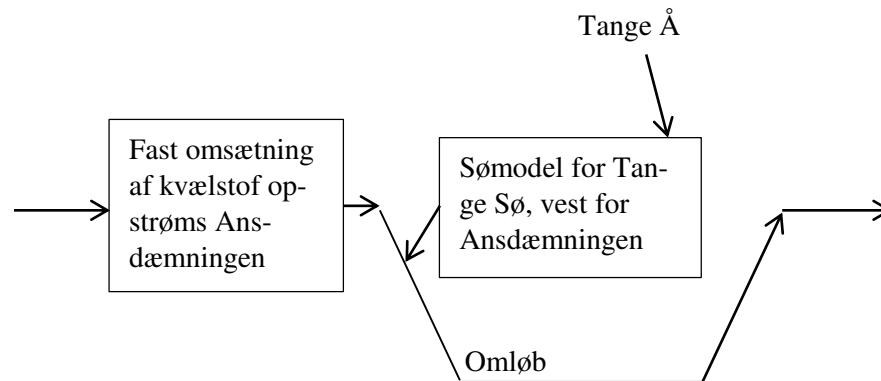 Tange Å
Fast omsætning
af kvælstof op-
strøms Ans-
dæmningen
Sømodel for Tan-
ge Sø, vest for
Ansdæmningen
Omløb